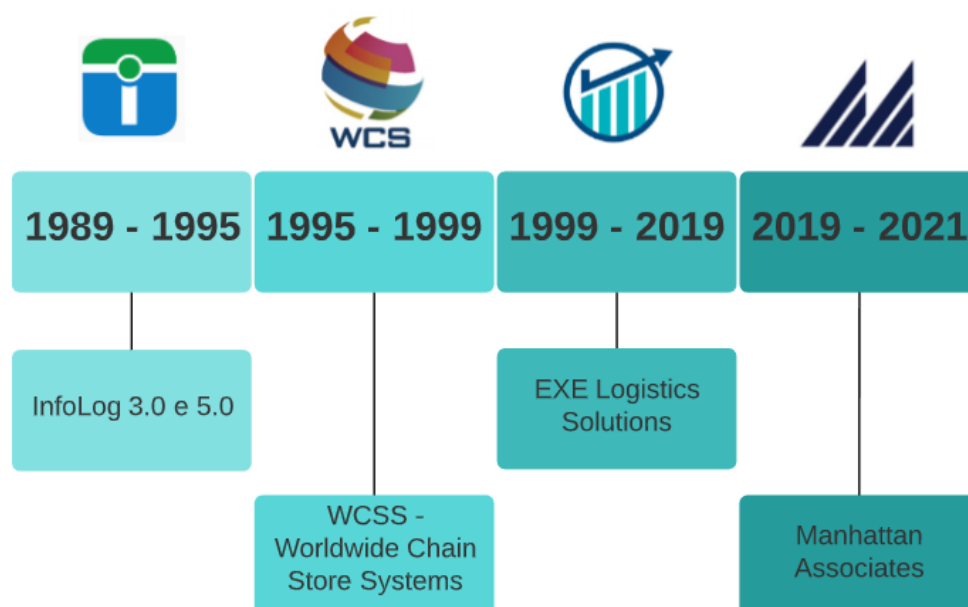 WCS
1989 - 1995
1995 - 1999
1999 - 2019
2019 - 2021
InfoLog 3.0 e 5.0
EXE Logistics
Solutions
WCSS -
Worldwide Chain
Store Systems
Manhattan
Associates